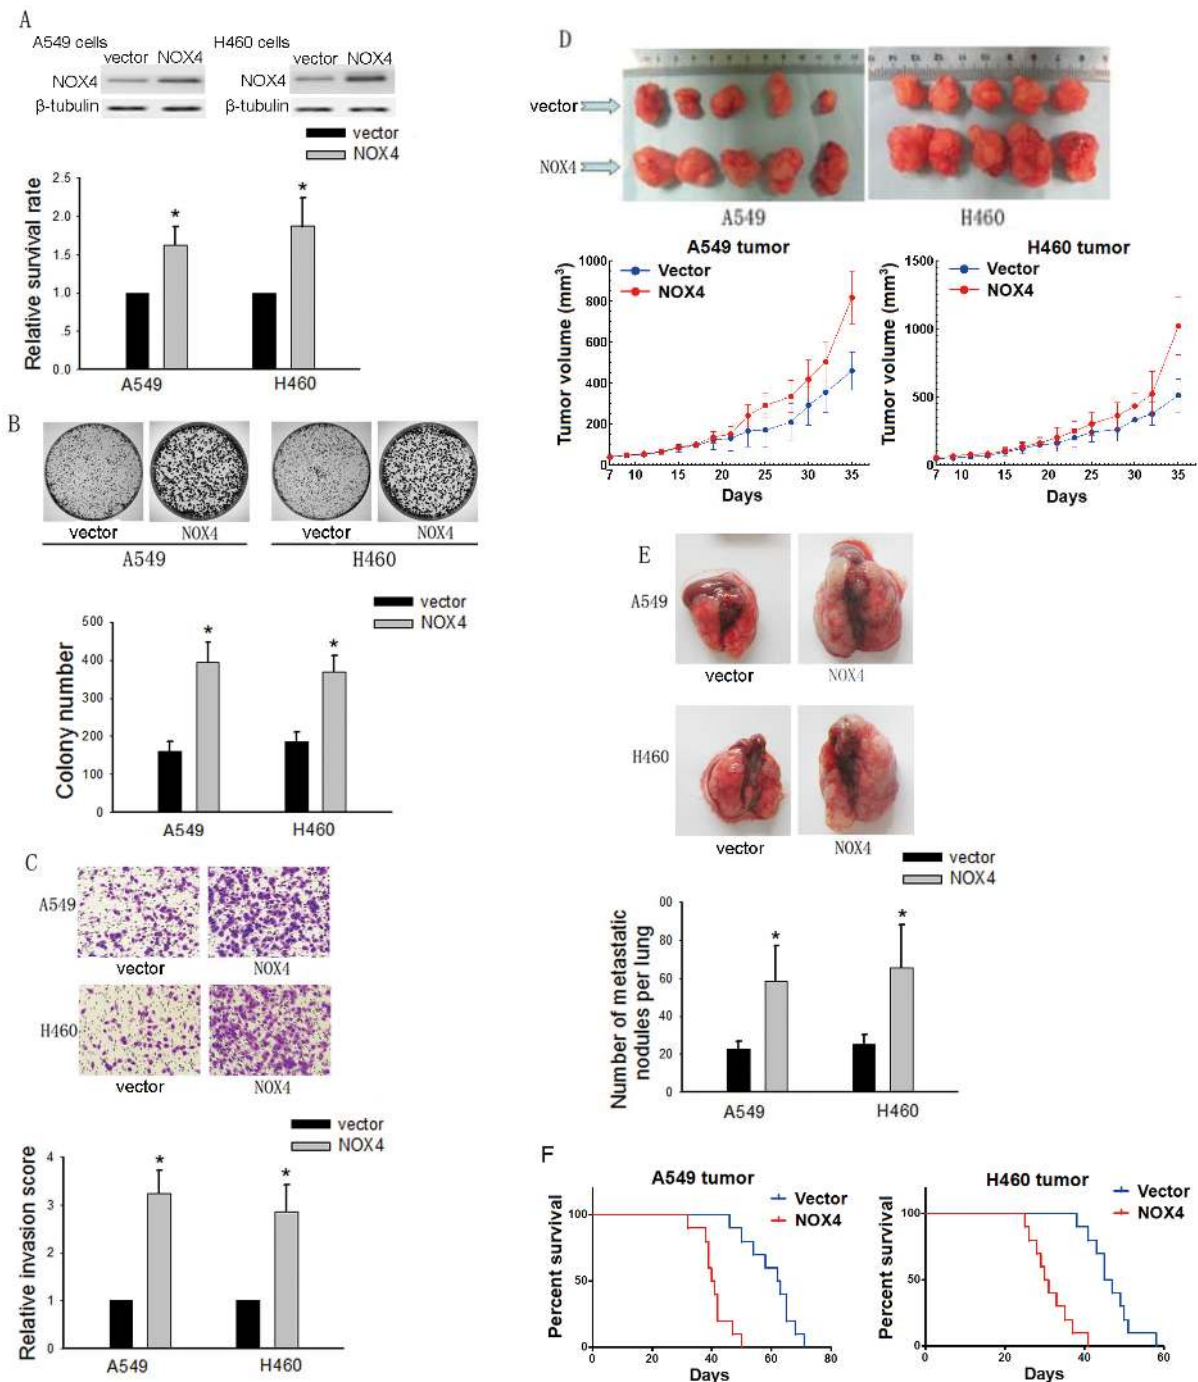 A
A549 cells
vector NOX4
NOX4
β-tubulin
H460 cells
vector NOX4
NOX4
β-tubulin
vector
NOX4
Relative survival rate
2.5
2.0
1.5
1.0
.5
0.0
A549 H460
* *
B
vector NOX4 vector NOX4
A549 H460
vector
NOX4
Colony number
500
400
300
200
100
0
* *
A549 H460
C
A549
vector NOX4
H460
vector NOX4
vector
NOX4
Relative invasion score
4
3
2
1
0
* *
A549 H460
D
vector
NOX4
A549 H460
A549 tumor
Vector
NOX4
Tumor volume (mm³)
1000
800
600
400
200
0
7 10 15 20 25 30 35
Days
H460 tumor
Vector
NOX4
Tumor volume (mm³)
1500
1000
500
0
7 10 15 20 25 30 35
Days
E
A549
vector NOX4
H460
vector NOX4
vector
NOX4
Number of metastatic
nodules per lung
00
80
60
40
20
00
* *
A549 H460
F
A549 tumor
Vector
NOX4
Percent survival
100
50
0
0 20 40 60 80
Days
H460 tumor
Vector
NOX4
Percent survival
100
50
0
0 20 40 60
Days